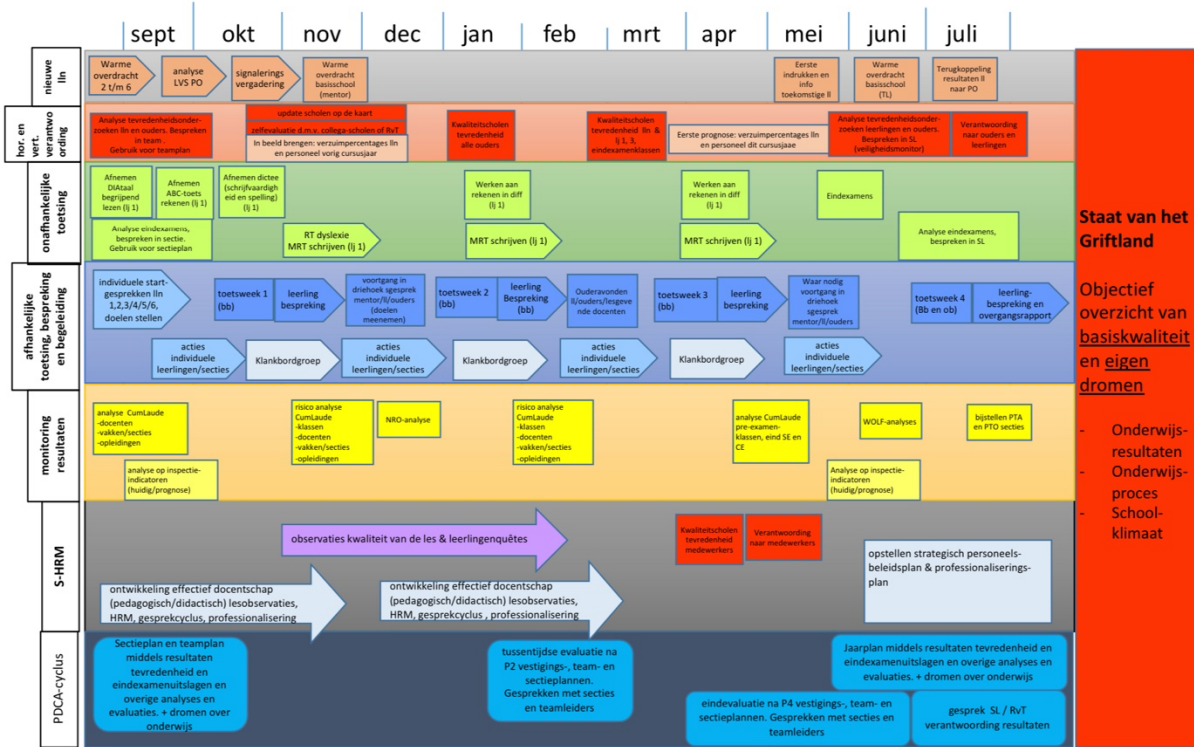 sept okt nov dec jan feb mrt apr mei juni juli
nieuwe
lln
Warme
overdracht
2 t/m 6
analyse
LVS PO
signalerings
vergadering
Warme
overdracht
basisschool
(mentor)
Eerste
indrukken en
info
toekomstige ll
Warme
overdracht
basisschool
(TL)
Terugkoppeling
resultaten ll
naar PO
hor. en
vert.
verantwo
ording
Analyse tevredenheidsonder-
zoeken lln en ouders. Bespreken
in team .
Gebruik voor teamplan
update scholen op de kaart
zelfevaluatie d.m.v. collega-scholen of RvT
In beeld brengen: verzuimpercentages lln
en personeel vorig cursusjaar
Kwaliteitscholen
tevredenheid
alle ouders
Kwaliteitscholen
tevredenheid lln &
lj 1, 3,
eindexamenklassen
Eerste prognose: verzuimpercentages lln
en personeel dit cursusjaae
Analyse tevredenheidsonder-
zoeken leerlingen en ouders.
Bespreken in SL
(veiligheidsmonitor)
Verantwoording
naar ouders en
leerlingen
onafhankelijke
toetsing
Afnemen
DIAtaal
begrijpend
lezen (lj 1)
Afnemen
ABC-toets
rekenen (lj 1)
Afnemen dictee
(schrijfvaardigh
eid en spelling)
(lj 1)
Werken aan
rekenen in diff
(lj 1)
Werken aan
rekenen in diff
(lj 1)
Eindexamens
Analyse eindexamens,
bespreken in sectie.
Gebruik voor sectieplan
RT dyslexie
MRT schrijven (lj 1)
MRT schrijven (lj 1)
MRT schrijven (lj 1)
Analyse eindexamens,
bespreken in SL
afhankelijke
toetsing, bespreking
en begeleiding
individuele start-
gesprekken lln
1,2,3/4/5/6,
doelen stellen
toetsweek 1
(bb)
leerling
bespreking
voortgang in
driehoek sgesprek
mentor/ll/ouders
(doelen
meenemen)
toetsweek 2
(bb)
leerling
Bespreking
(bb)
Ouderavonden
ll/ouders/lesgeve
nde docenten
toetsweek 3
(bb)
leerling
bespreking
Waar nodig
voortgang in
driehoek
sgesprek
mentor/ll/ouders
toetsweek 4
(Bb en ob)
leerling-
bespreking en
overgangsrapport
acties
individuele
leerlingen/secties
Klankbordgroep
acties
individuele
leerlingen/secties
Klankbordgroep
acties
individuele
leerlingen/secties
Klankbordgroep
acties
individuele
leerlingen/secties
monitoring
resultaten
analyse CumLaude
-docenten
-vakken/secties
-opleidingen
risico analyse
CumLaude
-klassen
-docenten
-vakken/secties
-opleidingen
NRO-analyse
risico analyse
CumLaude
-klassen
-docenten
-vakken/secties
-opleidingen
analyse CumLaude
pre-examen-
klassen, eind SE en
CE
WOLF-analyses
bijstellen PTA
en PTO secties
analyse op inspectie-
indicatoren
(huidig/prognose)
Analyse op inspectie-
indicatoren
(huidig/prognose)
S-HRM
observaties kwaliteit van de les & leerlingenquêtes
Kwaliteitscholen
tevredenheid
medewerkers
Verantwoording
naar medewerkers
opstellen strategisch personeels-
beleidsplan & professionaliserings-
plan
ontwikkeling effectief docentschap
(pedagogisch/didactisch) lesobservaties,
HRM, gesprekcyclus, professionalisering
ontwikkeling effectief docentschap
(pedagogisch/didactisch) lesobservaties,
HRM, gesprekcyclus , professionalisering
PDCA-cyclus
Sectieplan en teamplan
middels resultaten
tevredenheid en
eindexamenuitslagen en
overige analyses en
evaluaties. + dromen over
onderwijs
tussentijdse evaluatie na
P2 vestigings-, team- en
sectieplannen.
Gesprekken met secties
en teamleiders
Jaarplan middels resultaten tevredenheid en
eindexamenuitslagen en overige analyses en
evaluaties. + dromen over onderwijs
eindevaluatie na P4 vestigings-, team- en
sectieplannen. Gesprekken met secties en
teamleiders
gesprek SL / RvT
verantwoording resultaten
Staat van het
Griftland
Objectief
overzicht van
basiskwaliteit
en eigen
dromen
- Onderwijs-
resultaten
- Onderwijs-
proces
- School-
klimaat